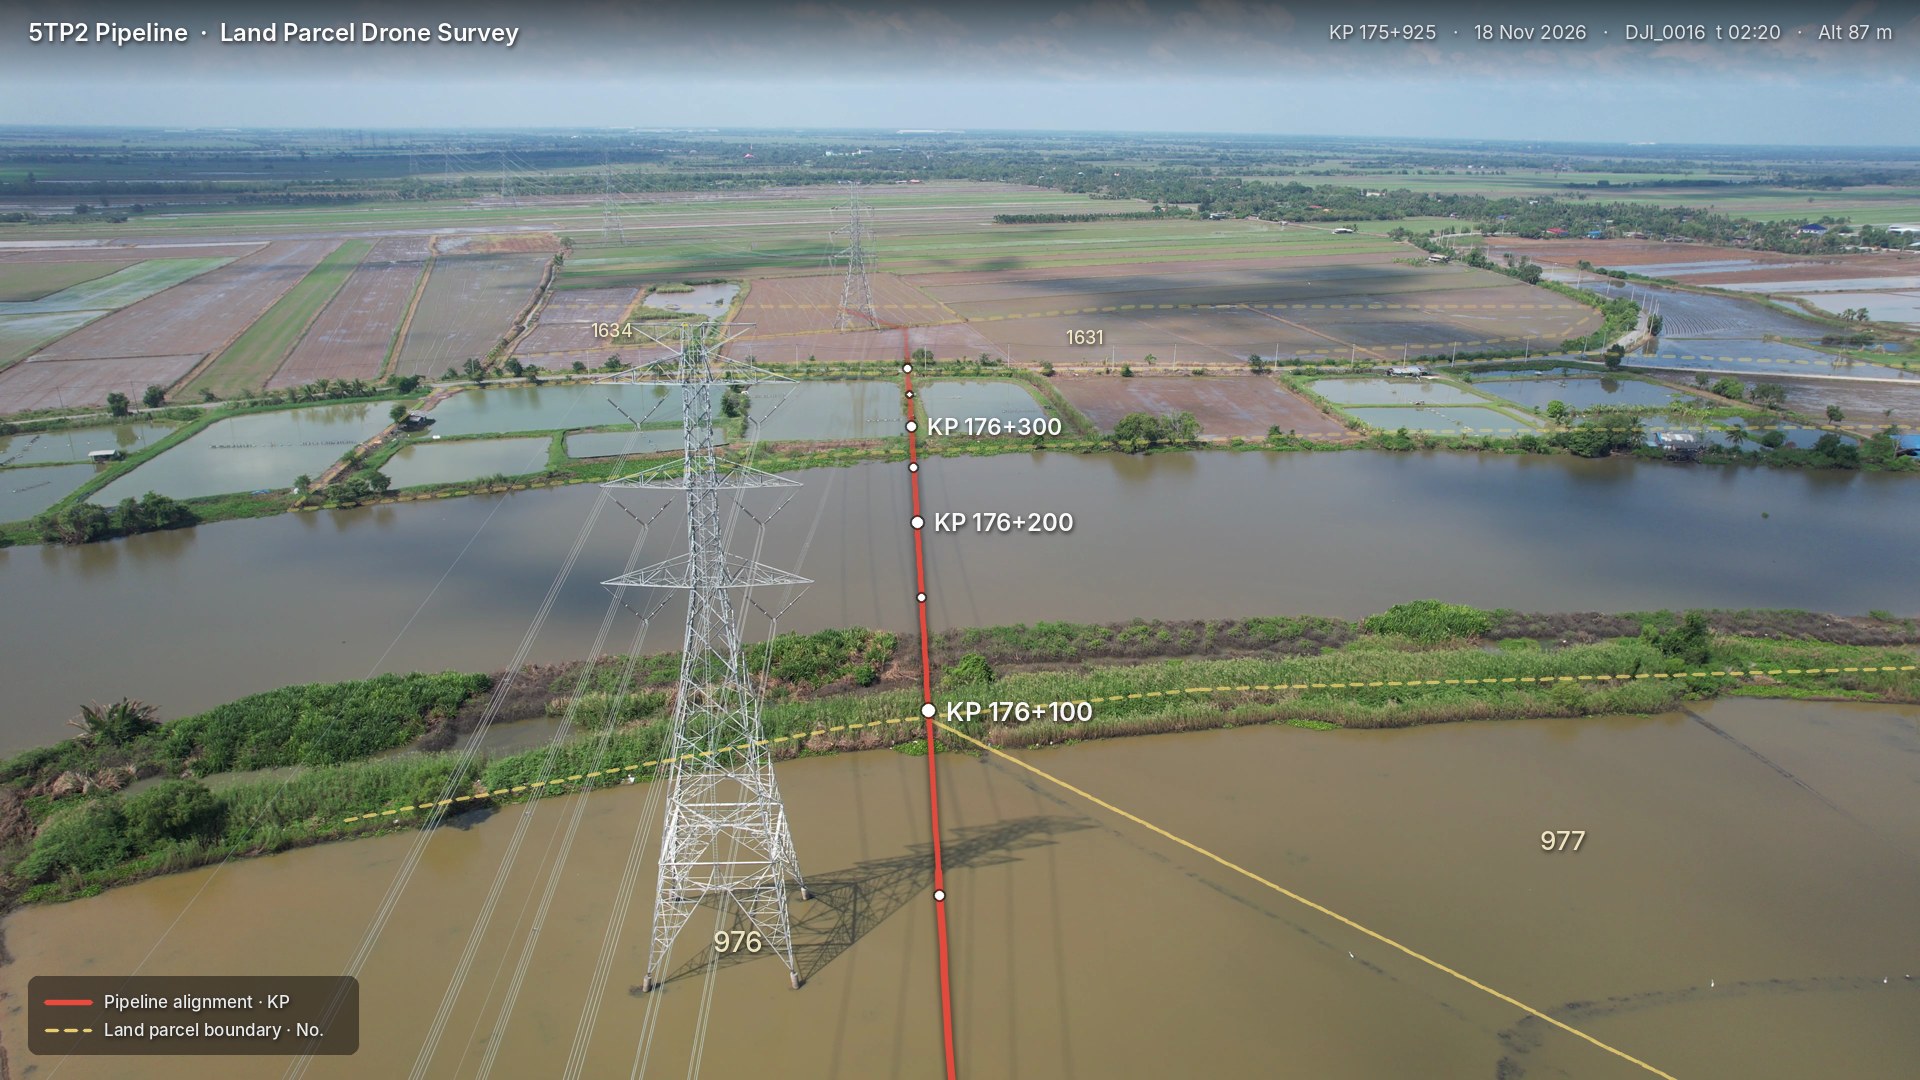 5TP2 Pipeline · Land Parcel Drone Survey
KP 175+925 · 18 Nov 2026 · DJI_0016 t 02:20 · Alt 87 m
1634
1631
KP 176+300
KP 176+200
KP 176+100
977
976
Pipeline alignment · KP
Land parcel boundary · No.